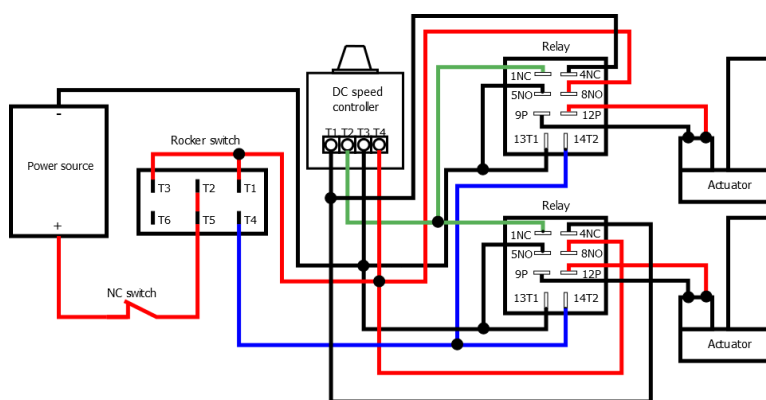 Relay
DC speed
controller
1NC
4NC
5NO
8NO
9P
12P
13T1
14T2
-
Power source
+
Rocker switch
T1
T2
T3
T4
T3
T2
T1
T6
T5
T4
Actuator
Relay
1NC
4NC
5NO
8NO
9P
12P
13T1
14T2
NC switch
Actuator